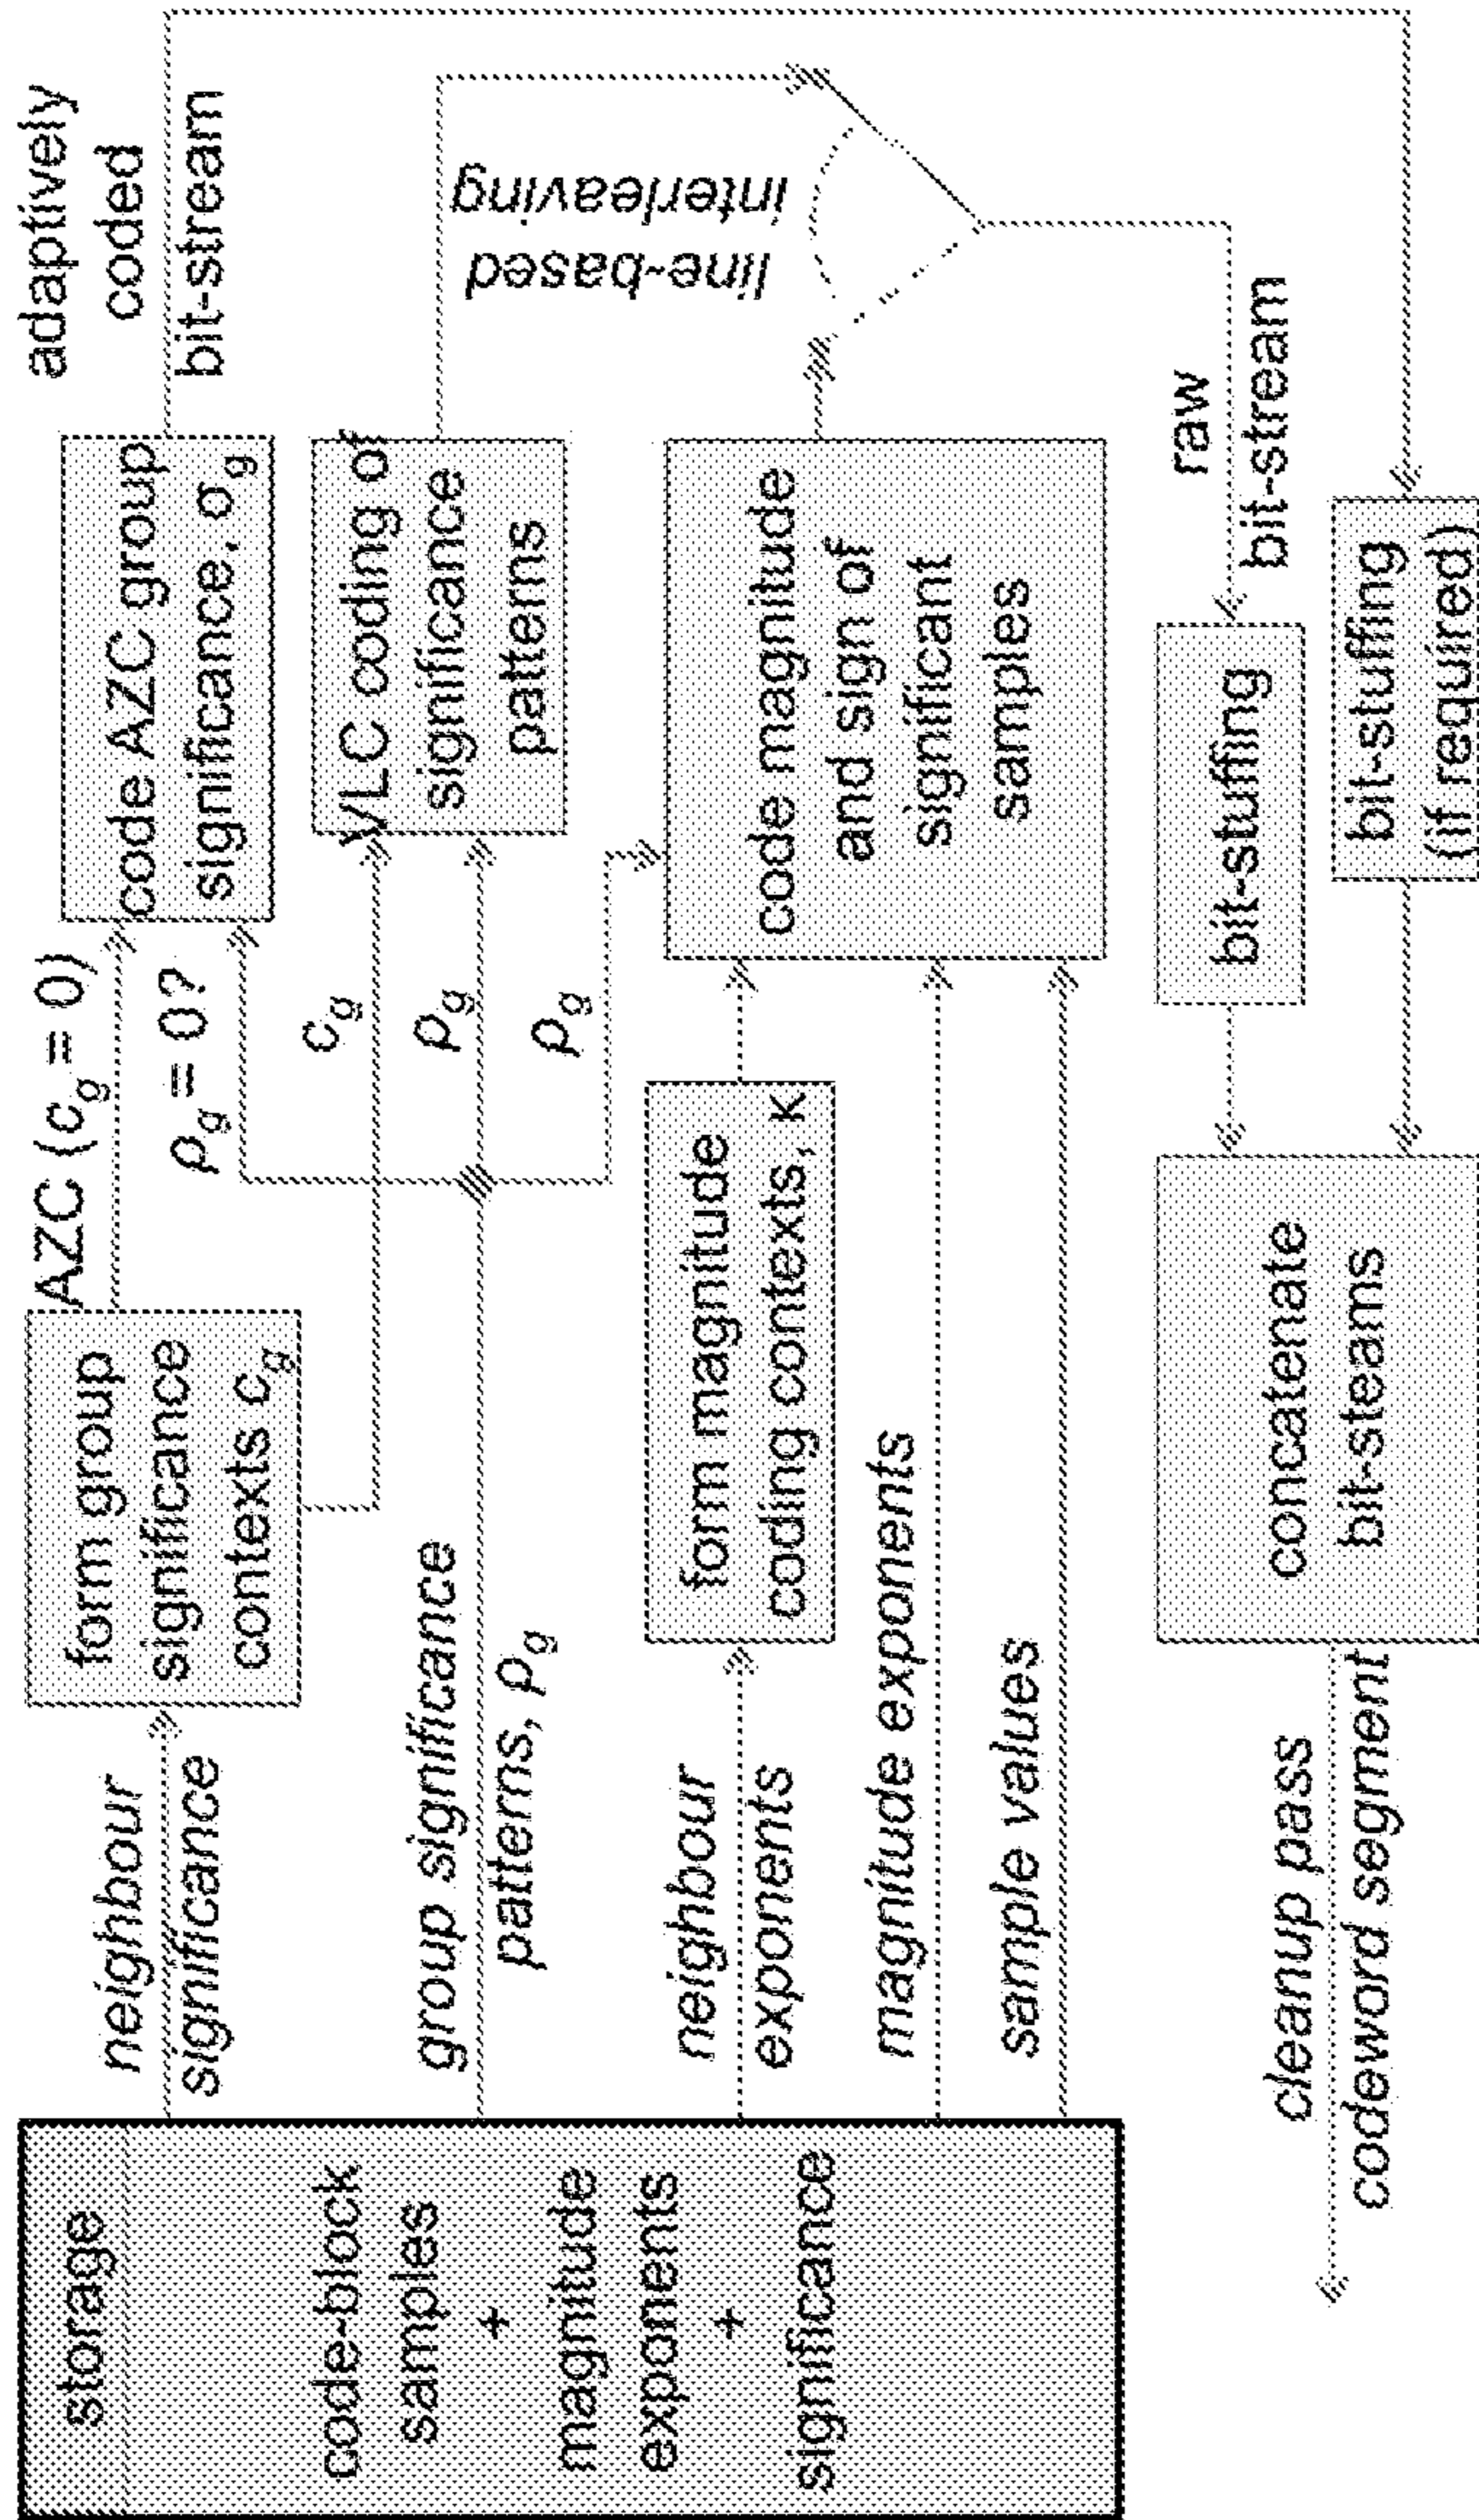 storage
code-block
samples
+
magnitude
exponents
+
significance
neighbour
significance
group significance
patterns, ρg
neighbour
exponents
magnitude exponents
sample values
form group
significance
contexts cg
form magnitude
coding contexts, κ
AZC (cg = 0)
ρg = 0?
cg
ρg
ρg
code AZC group
significance, σg
VLC coding of
significance
patterns
code magnitude
and sign of
significant
samples
adaptively
coded
bit-stream
line-based
interleaving
raw
bit-stream
bit-stuffing
bit-stuffing
(if required)
concatenate
bit-steams
cleanup pass
codeword segment